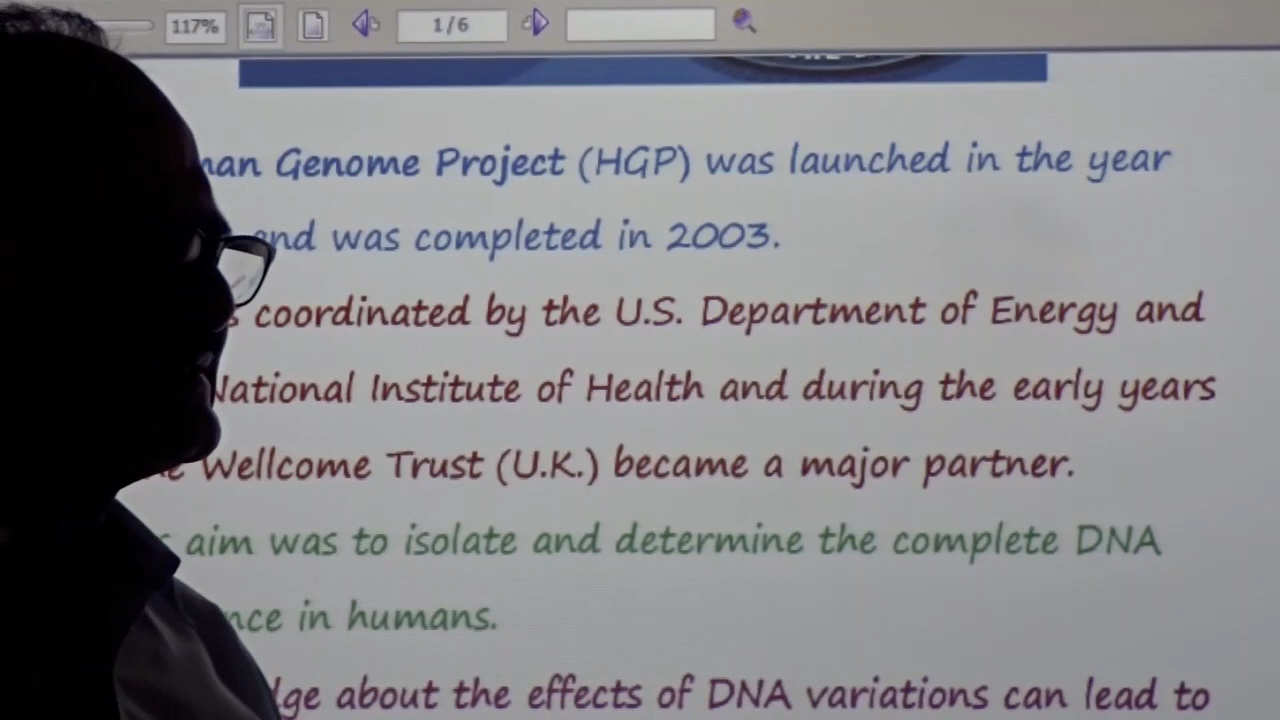 117%
1/6
Genome Project (HGP) was launched in the year
and was completed in 2003.
coordinated by the U.S. Department of Energy and
National Institute of Health and during the early years
Wellcome Trust (U.K.) became a major partner.
aim was to isolate and determine the complete DNA
in humans.
about the effects of DNA variations can lead to